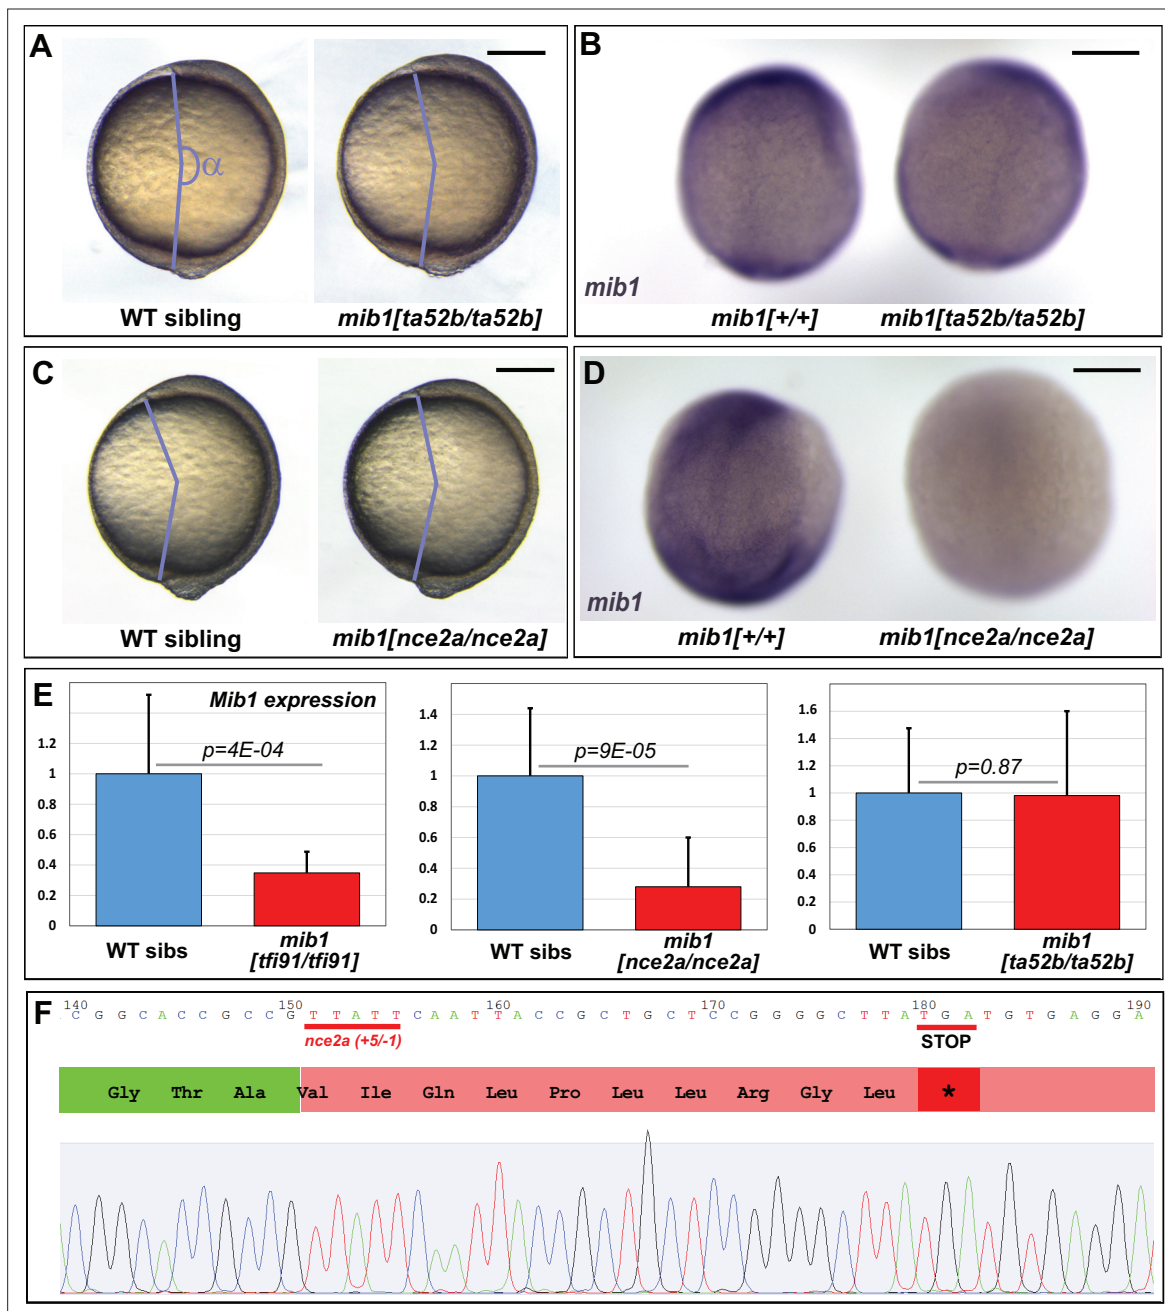 A
α
WT sibling
mib1[ta52b/ta52b]
B
mib1
mib1[+/+]
mib1[ta52b/ta52b]
C
WT sibling
mib1[nce2a/nce2a]
D
mib1
mib1[+/+]
mib1[nce2a/nce2a]
E
Mib1 expression
p=4E-04
1.2
1
0.8
0.6
0.4
0.2
0
WT sibs
mib1
[tfi91/tfi91]
p=9E-05
1.4
1.2
1
0.8
0.6
0.4
0.2
0
WT sibs
mib1
[nce2a/nce2a]
p=0.87
1.6
1.4
1.2
1
0.8
0.6
0.4
0.2
0
WT sibs
mib1
[ta52b/ta52b]
F
140 150 160 170 180 190
C G G C A C C G C C G T T A T T C A A T T A C C G C T G C T C C G G G G C T T A T G A T G T G A G G A
nce2a (+5/-1)
STOP
Gly Thr Ala Val Ile Gln Leu Pro Leu Leu Arg Gly Leu *